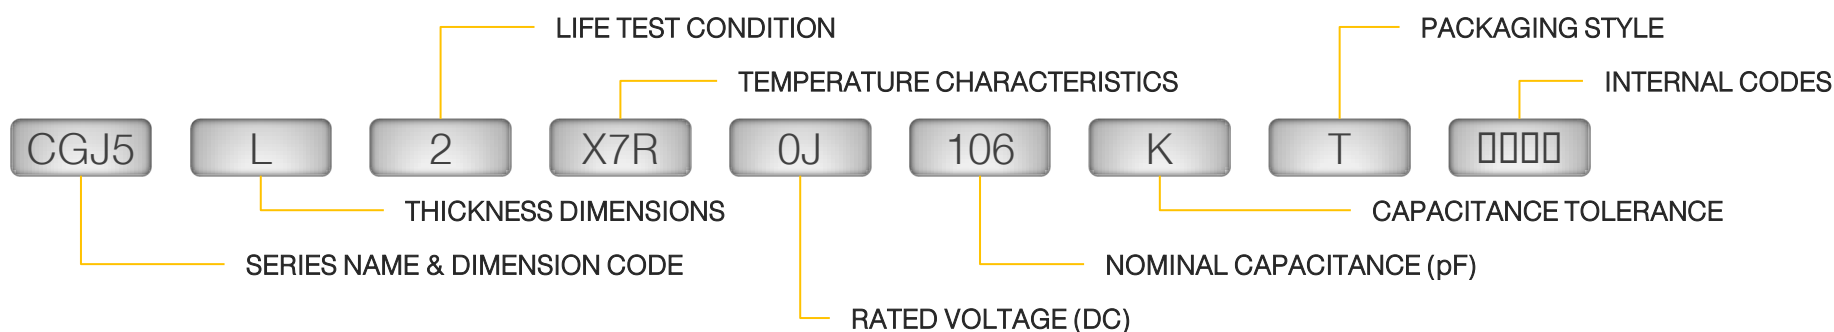 LIFE TEST CONDITION
PACKAGING STYLE
TEMPERATURE CHARACTERISTICS
INTERNAL CODES
CGJ5 L 2 X7R 0J 106 K T □□□□
THICKNESS DIMENSIONS
CAPACITANCE TOLERANCE
SERIES NAME & DIMENSION CODE
NOMINAL CAPACITANCE (pF)
RATED VOLTAGE (DC)